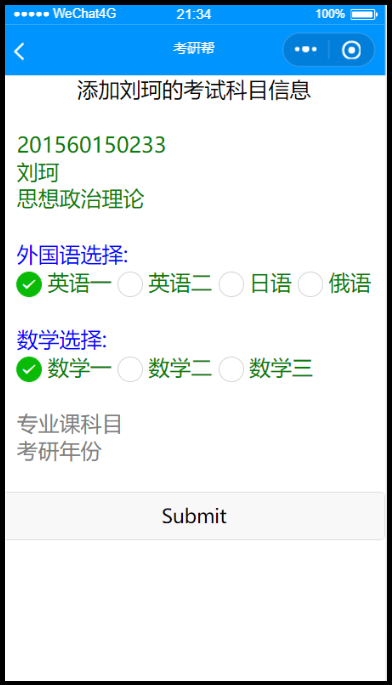 WeChat4G 21:34 100%
考研帮
添加刘珂的考试科目信息
201560150233
刘珂
思想政治理论
外国语选择:
英语一 英语二 日语 俄语
数学选择:
数学一 数学二 数学三
专业课科目
考研年份
Submit